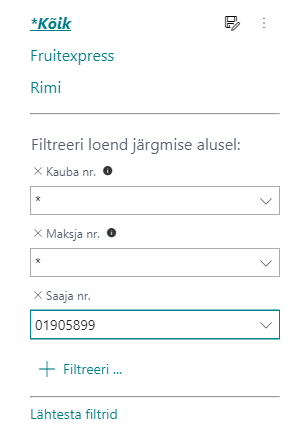 *Kõik
Fruitexpress
Rimi
Filtreeri loend järgmise alusel:
× Kauba nr.
*
× Maksja nr.
*
× Saaja nr.
01905899
+ Filtreeri ...
Lähtesta filtrid